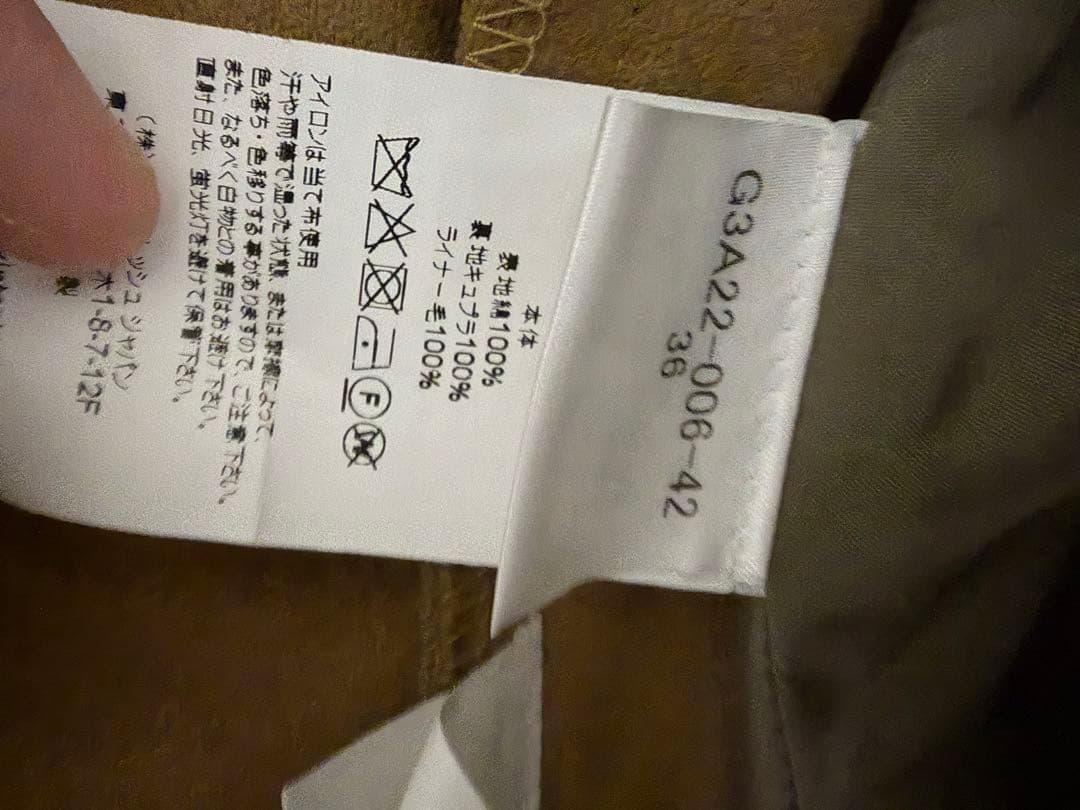 G3A22-006-42
36
本体
表地綿100%
裏地キュプラ100%
ライナー毛100%
F
W
アイロンは当て布使用
汗や雨等で湿った状態、または摩擦によって、
色落ち・色移りする事がありますので、ご注意下さい。
また、なるべく白物との着用はお避け下さい。
直射日光、蛍光灯を避けて保管下さい。
(株)
ッシュジャパン
東
木1-8-7-12F
製